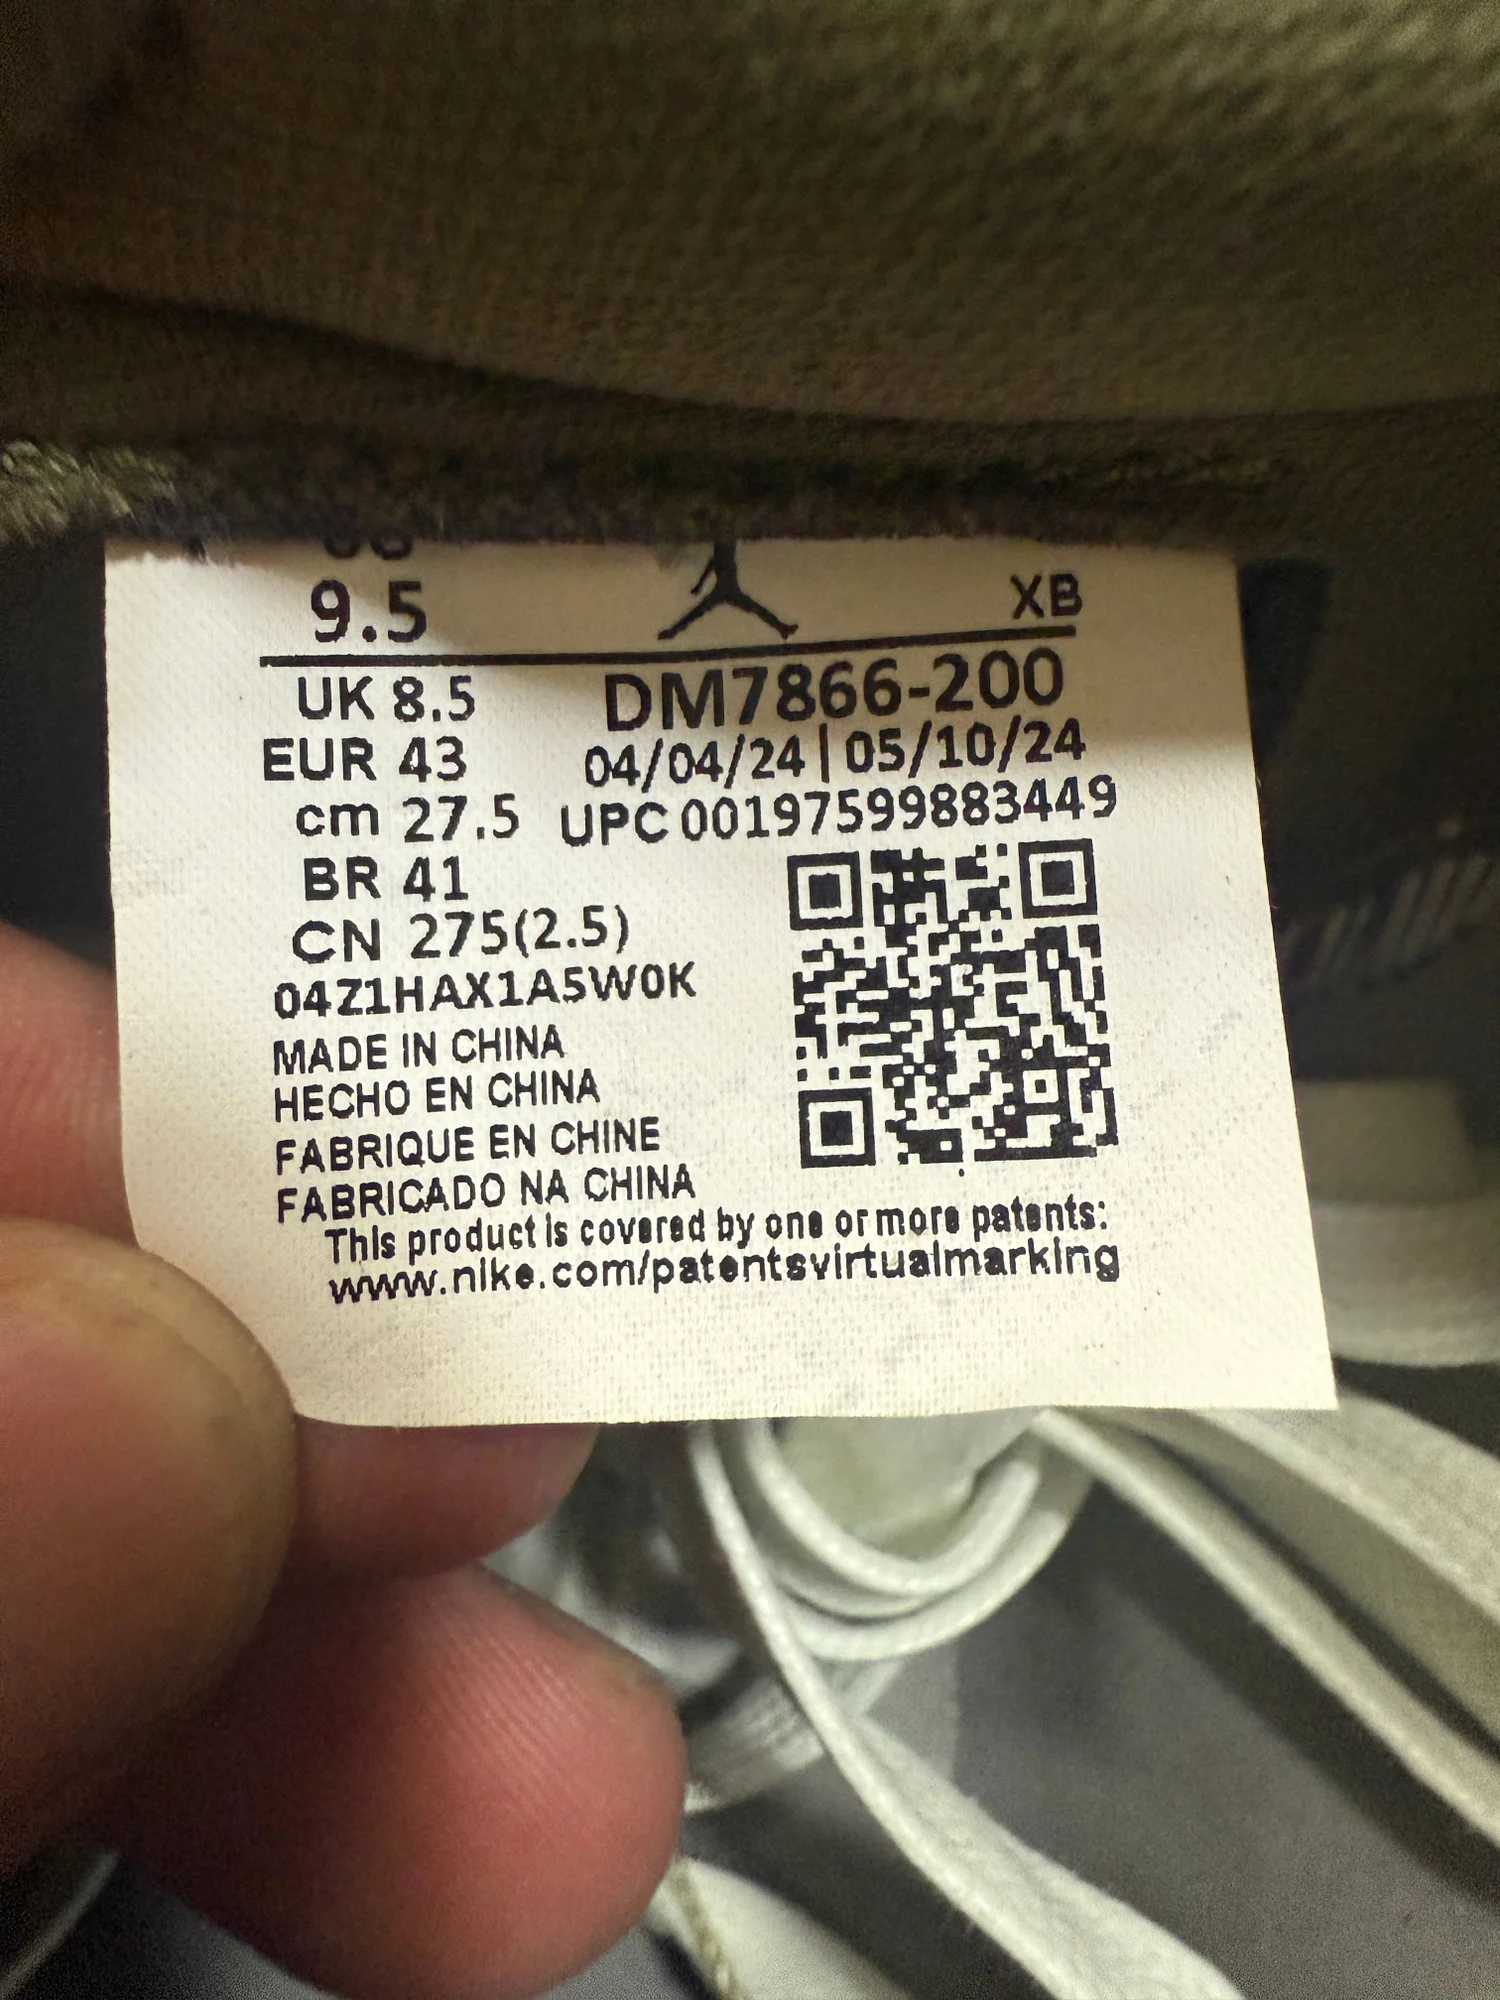 9.5 XB
UK 8.5 DM7866-200
EUR 43 04/04/24 | 05/10/24
cm 27.5 UPC 00197599883449
BR 41
CN 275(2.5)
04Z1HAX1A5W0K
MADE IN CHINA
HECHO EN CHINA
FABRIQUE EN CHINE
FABRICADO NA CHINA
This product is covered by one or more patents:
www.nike.com/patentsvirtualmarking